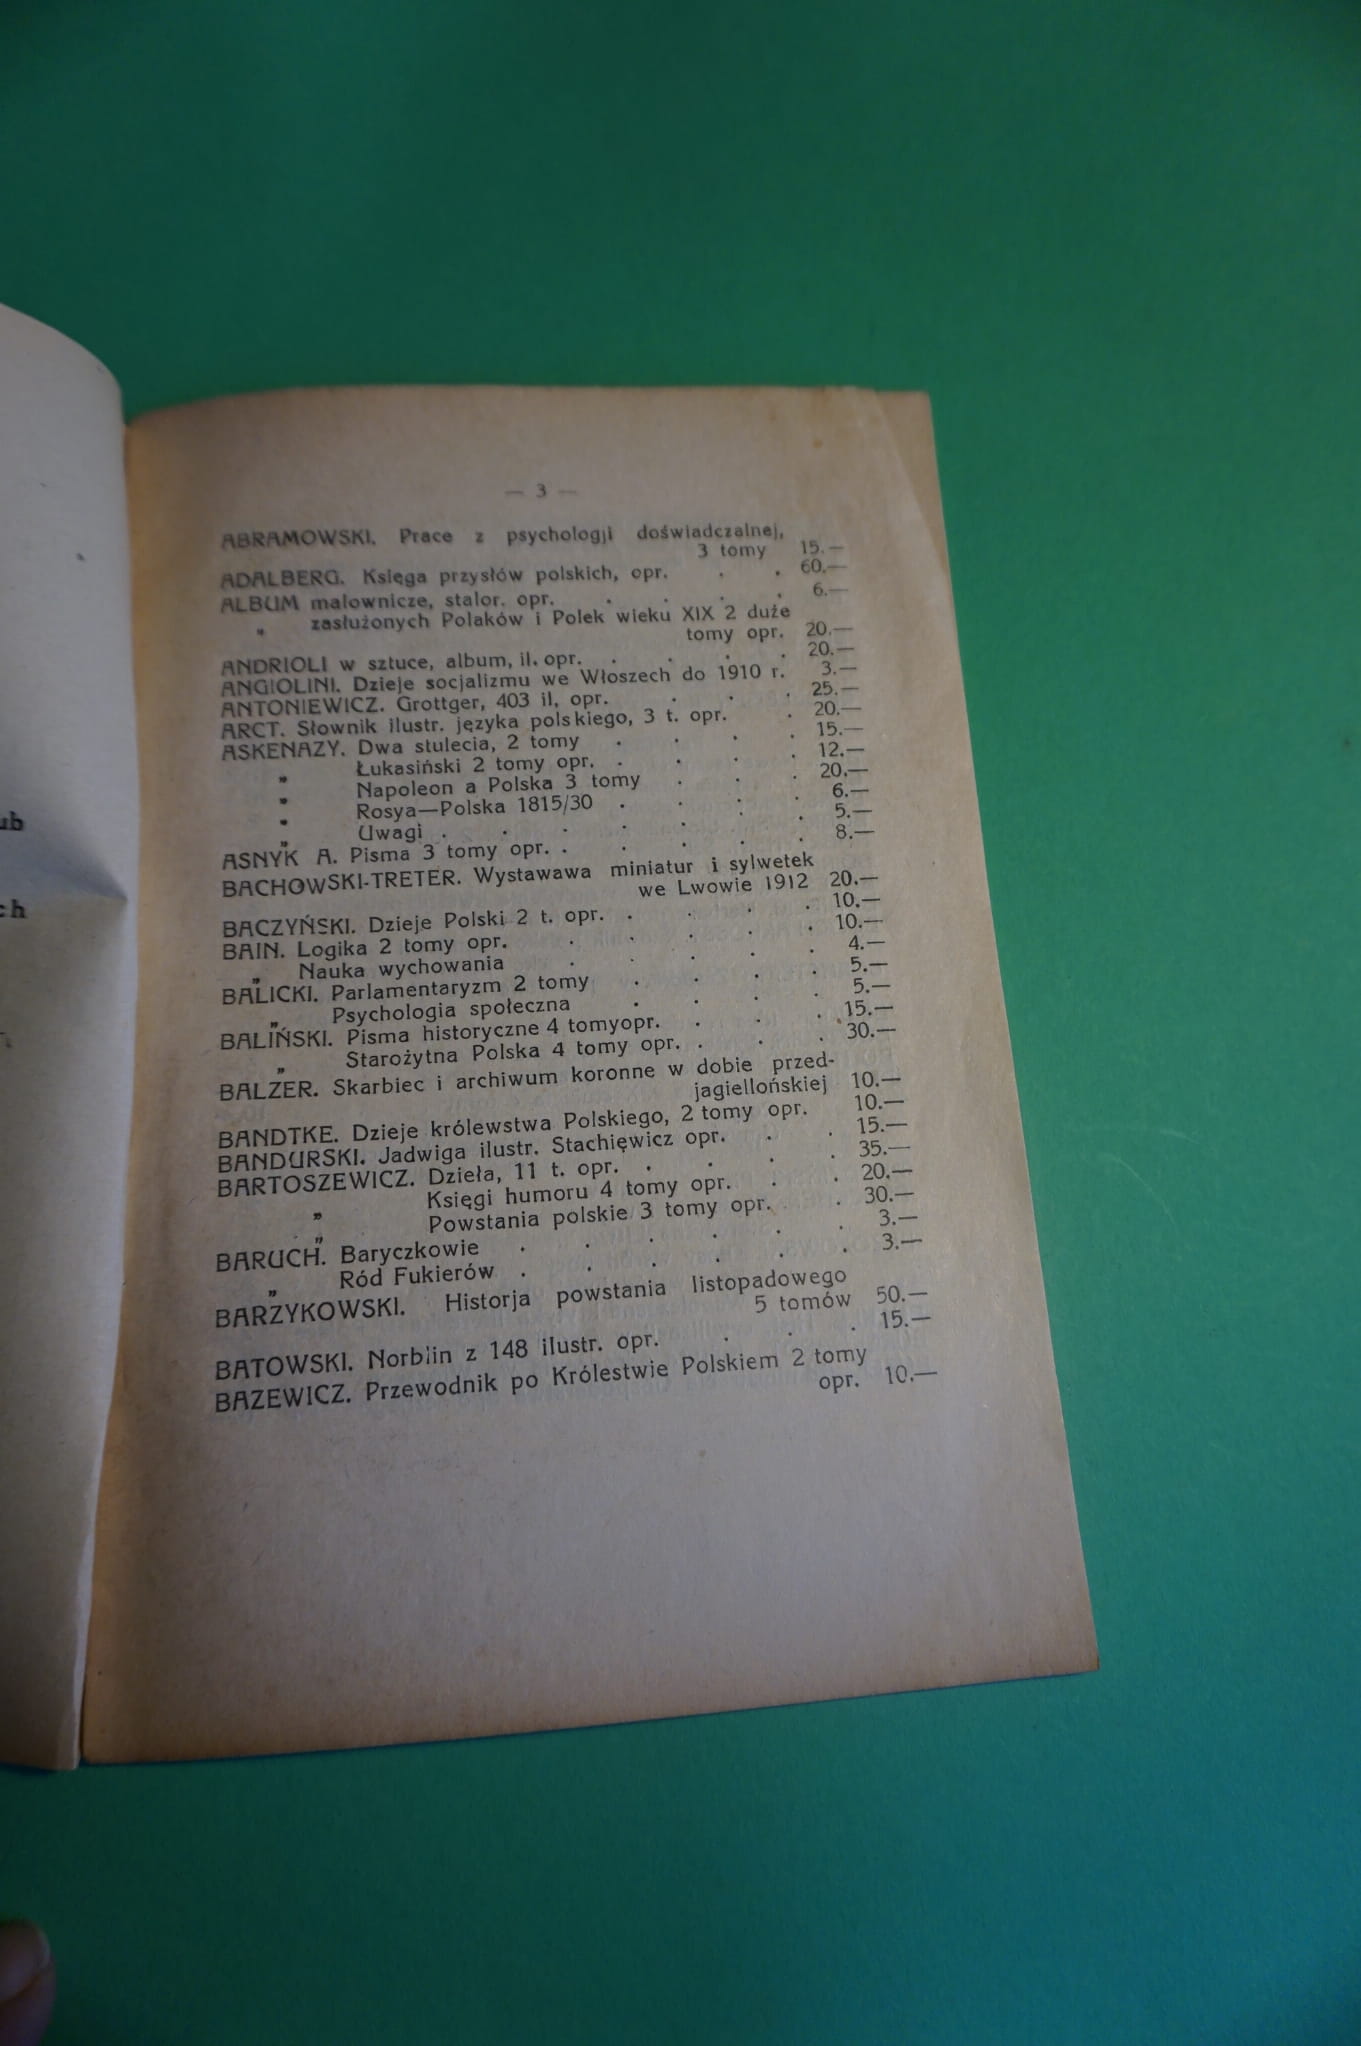 ub
ch
— 3 —
ABRAMOWSKI. Prace z psychologji doświadczalnej,
3 tomy 15.—
ADALBERG. Księga przysłów polskich, opr. . . 60.—
ALBUM malownicze, stalor. opr. . . . . 6.—
„ zasłużonych Polaków i Polek wieku XIX 2 duże
tomy opr. 20.—
ANDRIOLI w sztuce, album, il. opr. . . . . 20.—
ANGIOLINI. Dzieje socjalizmu we Włoszech do 1910 r. 3.—
ANTONIEWICZ. Grottger, 403 il, opr. . . . 25.—
ARCT. Słownik ilustr. języka polskiego, 3 t. opr. . 20.—
ASKENAZY. Dwa stulecia, 2 tomy . . . . 15.—
„ Łukasiński 2 tomy opr. . . . . 12.—
„ Napoleon a Polska 3 tomy . . . 20.—
„ Rosya—Polska 1815/30 . . . . 6.—
„ Uwagi . . . . . . . 5.—
ASNYK A. Pisma 3 tomy opr. . . . . . 8.—
BACHOWSKI-TRETER. Wystawawa miniatur i sylwetek
we Lwowie 1912 20.—
BACZYŃSKI. Dzieje Polski 2 t. opr. . . . . 10.—
BAIN. Logika 2 tomy opr. . . . . . 10.—
„ Nauka wychowania . . . . . 4.—
BALICKI. Parlamentaryzm 2 tomy . . . . 5.—
„ Psychologia społeczna . . . . 5.—
BALIŃSKI. Pisma historyczne 4 tomyopr. . . . 15.—
„ Starożytna Polska 4 tomy opr. . . . 30.—
BALZER. Skarbiec i archiwum koronne w dobie przed-
jagiellońskiej 10.—
BANDTKE. Dzieje królewstwa Polskiego, 2 tomy opr. 10.—
BANDURSKI. Jadwiga ilustr. Stachięwicz opr. . . 15.—
BARTOSZEWICZ. Dzieła, 11 t. opr. . . . . 35.—
„ Księgi humoru 4 tomy opr. . . 20.—
„ Powstania polskie 3 tomy opr. . 30.—
BARUCH. Baryczkowie . . . . . . 3.—
„ Ród Fukierów . . . . . . 3.—
BARZYKOWSKI. Historja powstania listopadowego
5 tomów 50.—
BATOWSKI. Norblin z 148 ilustr. opr. . . . 15.—
BAZEWICZ. Przewodnik po Królestwie Polskiem 2 tomy
opr. 10.—